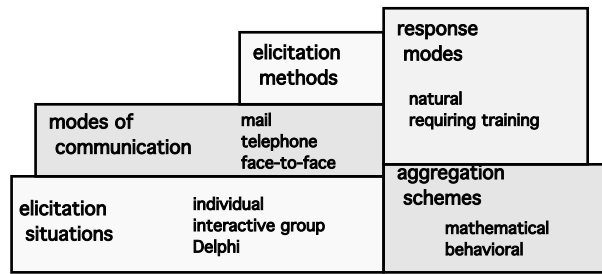 elicitation
methods
response
modes
natural
requiring training
modes of
communication
mail
telephone
face-to-face
elicitation
situations
individual
interactive group
Delphi
aggregation
schemes
mathematical
behavioral